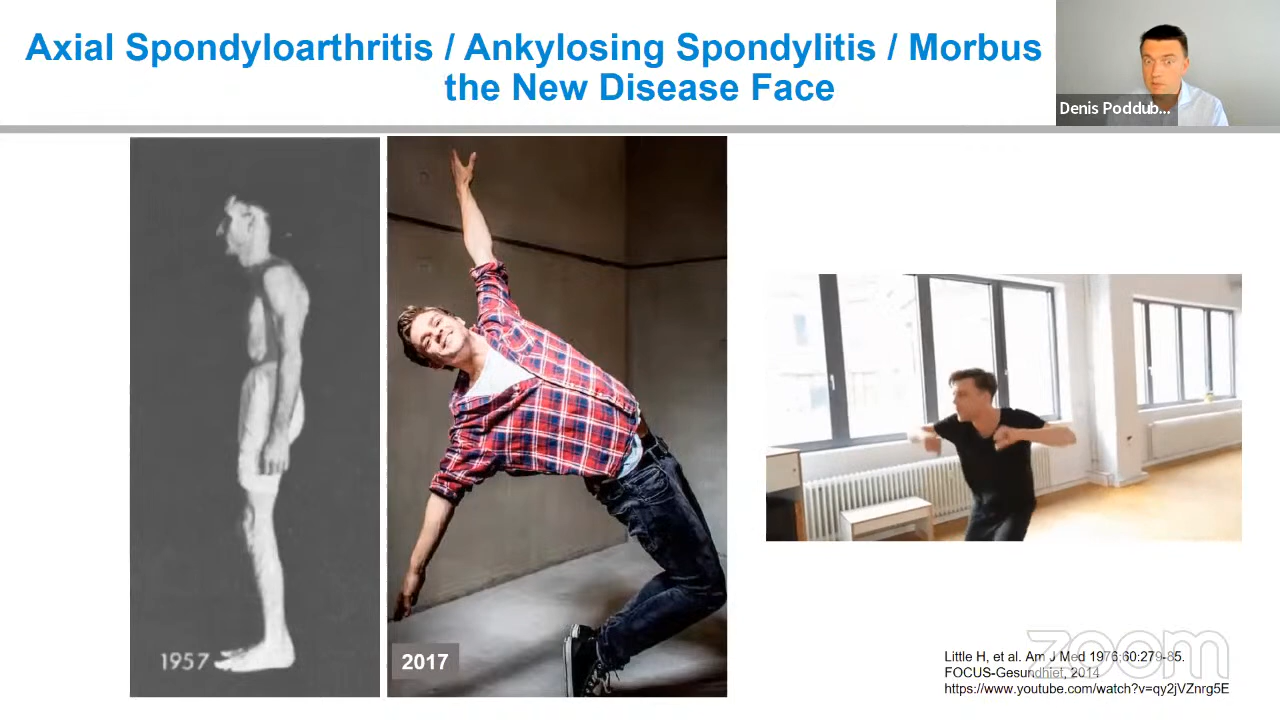 Axial Spondyloarthritis / Ankylosing Spondylitis / Morbus
the New Disease Face
Denis Poddub...
1957
2017
Little H, et al. Am J Med 1976;60:279-85.
FOCUS-Gesundhiet, 2014
https://www.youtube.com/watch?v=qy2jVZnrg5E
zoom